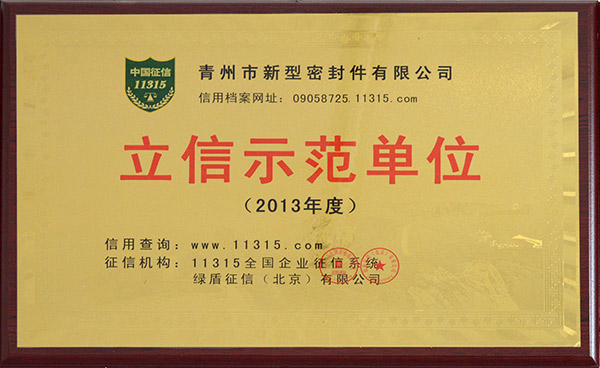 中国征信
11315
青州市新型密封件有限公司
信用档案网址：09058725.11315.com
立信示范单位
（2013年度）
信用查询：www.11315.com
征信机构：11315全国企业征信系统
绿盾征信（北京）有限公司